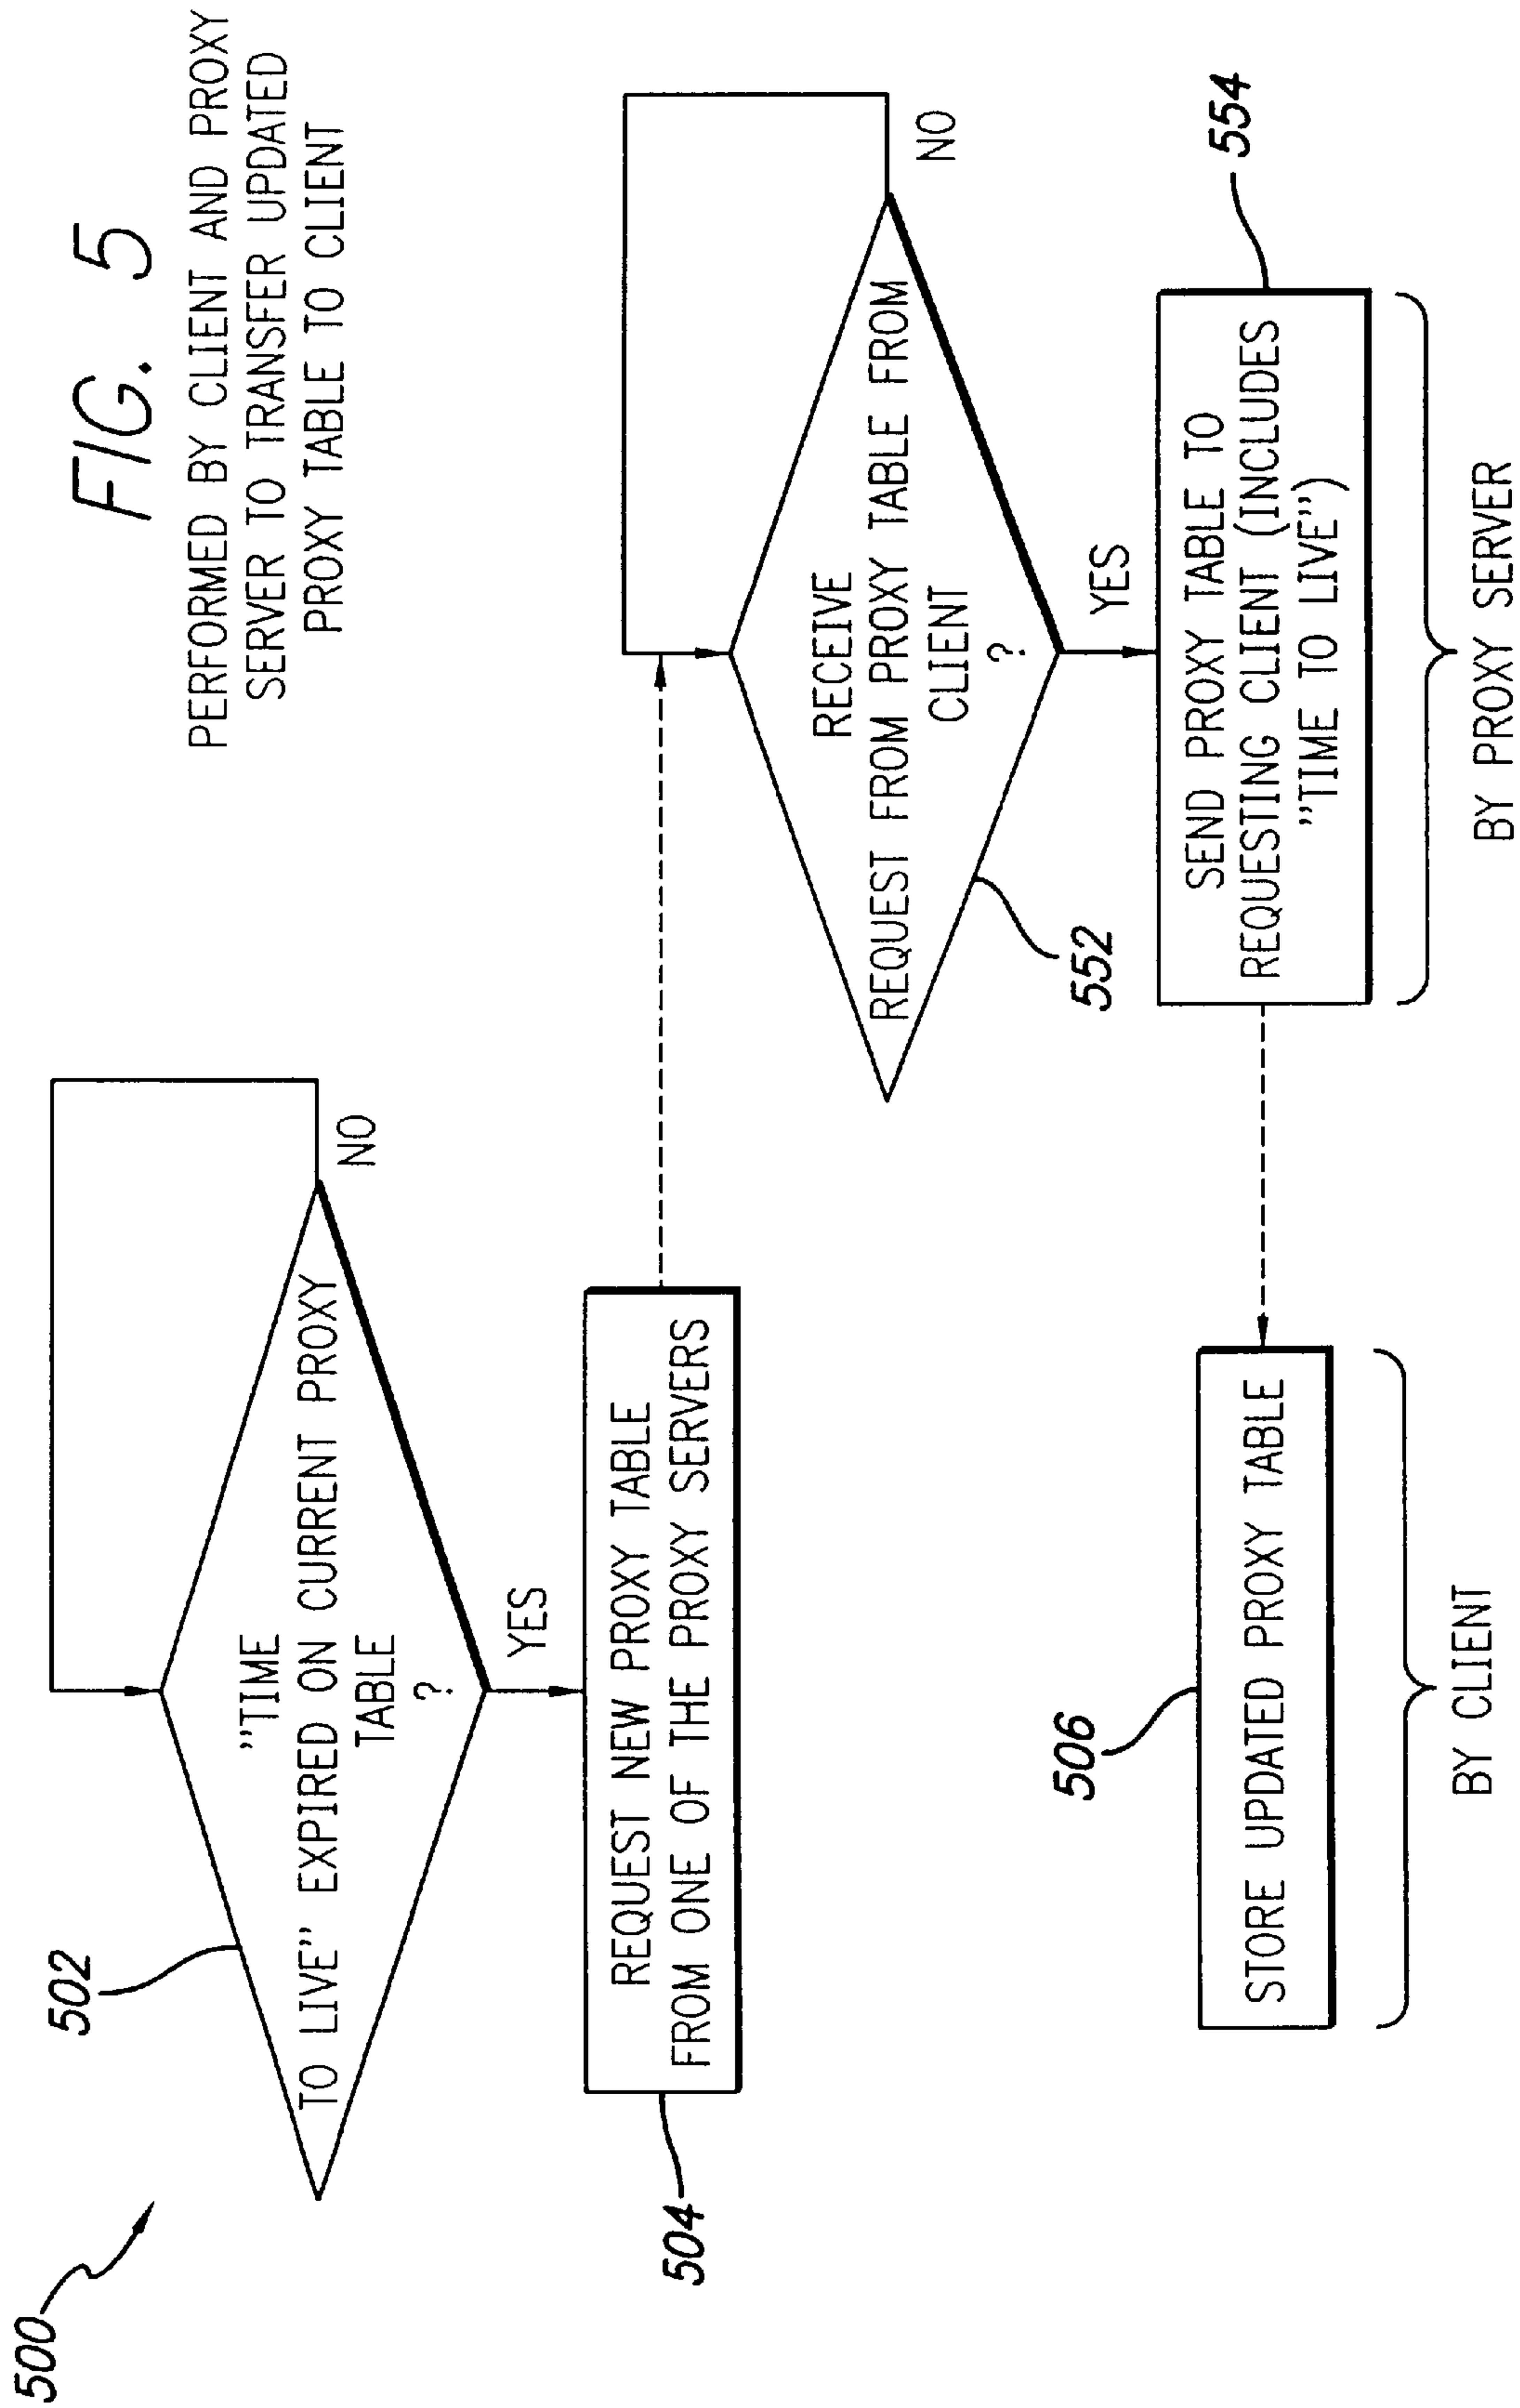 FIG. 5
PERFORMED BY CLIENT AND PROXY
SERVER TO TRANSFER UPDATED
PROXY TABLE TO CLIENT
500
502
"TIME
TO LIVE" EXPIRED ON CURRENT PROXY
TABLE
?
NO
YES
504
REQUEST NEW PROXY TABLE
FROM ONE OF THE PROXY SERVERS
RECEIVE
REQUEST FROM PROXY TABLE FROM
CLIENT
?
NO
552
YES
SEND PROXY TABLE TO
REQUESTING CLIENT (INCLUDES
"TIME TO LIVE")
554
506
STORE UPDATED PROXY TABLE
BY CLIENT
BY PROXY SERVER